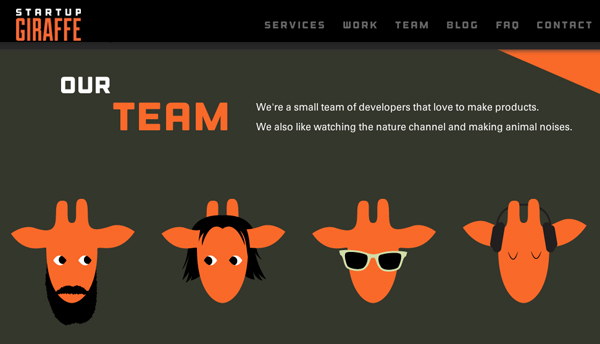 STARTUP
GIRAFFE
SERVICES WORK TEAM BLOG FAQ CONTACT
OUR
TEAM
We're a small team of developers that love to make products.
We also like watching the nature channel and making animal noises.